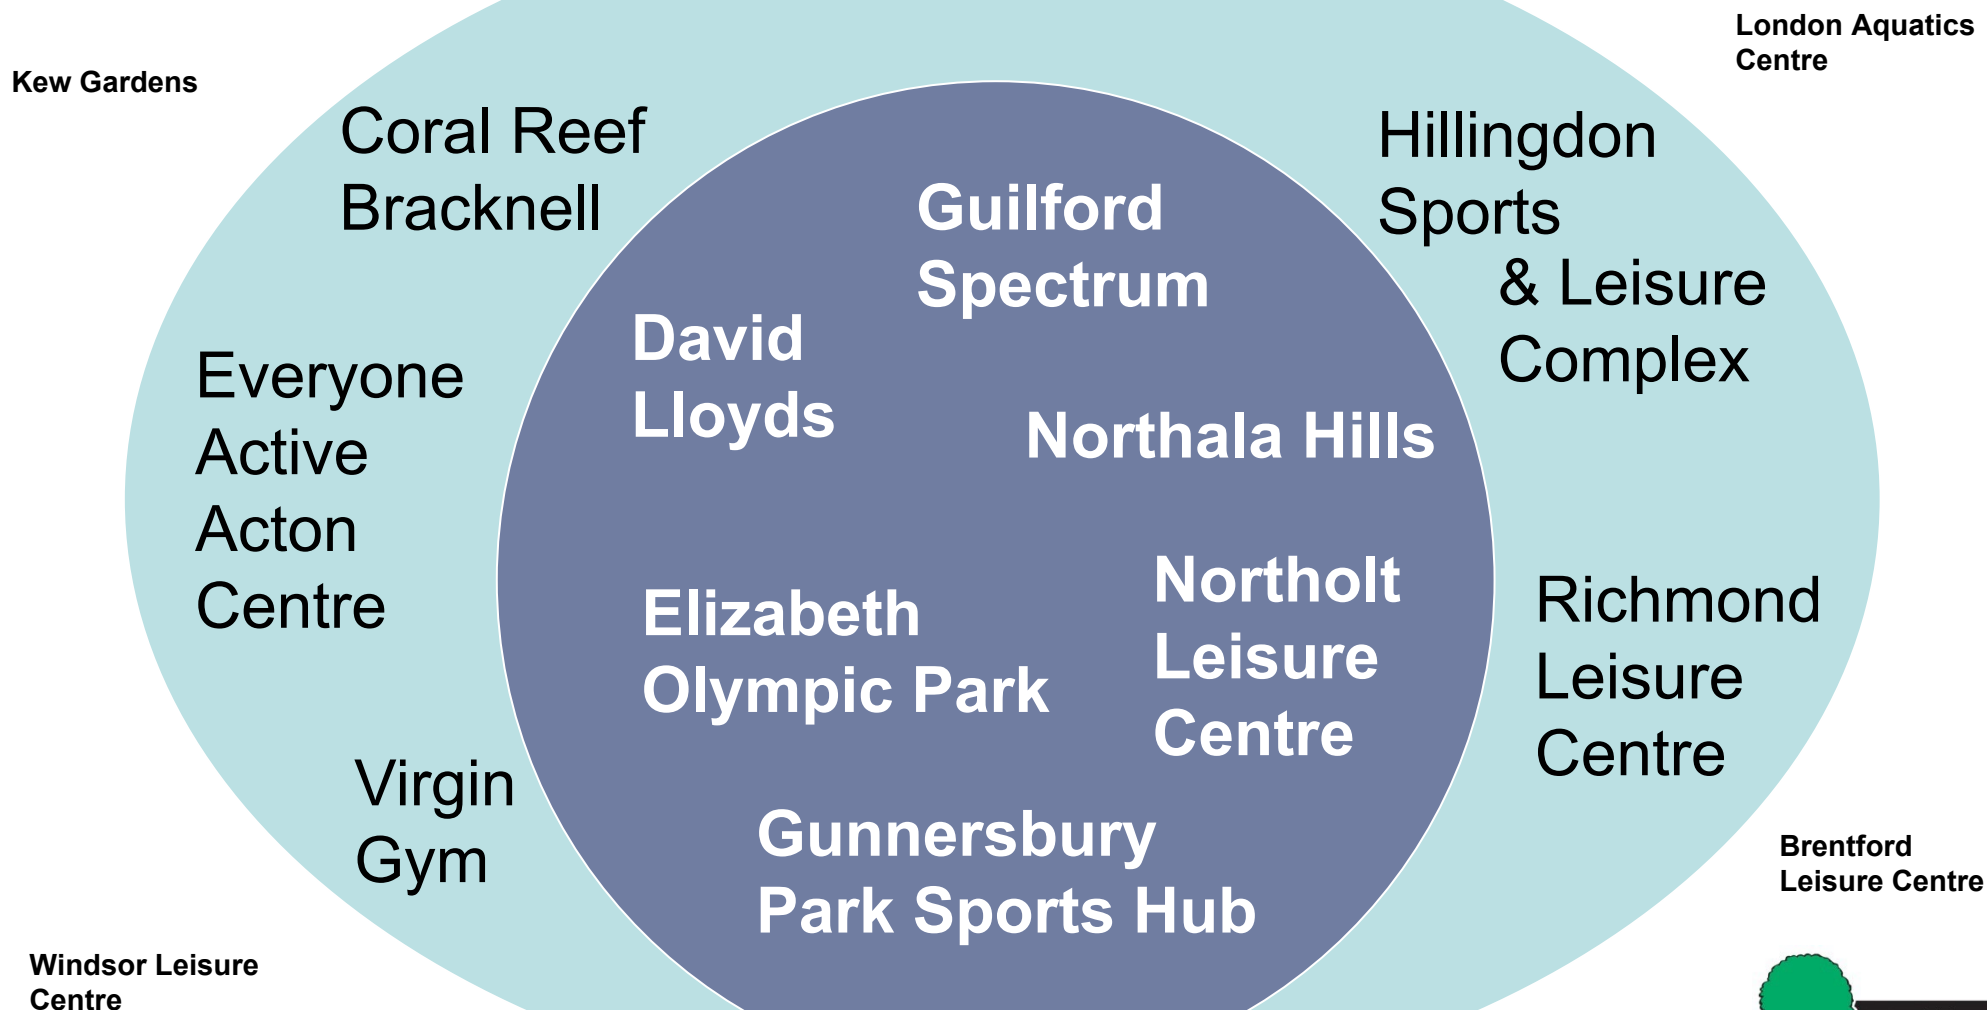 Kew Gardens
London Aquatics
Centre
Coral Reef
Bracknell
Hillingdon
Sports
& Leisure
Complex
Guilford
Spectrum
David
Lloyds
Everyone
Active
Acton
Centre
Northala Hills
Elizabeth
Olympic Park
Northolt
Leisure
Centre
Richmond
Leisure
Centre
Virgin
Gym
Gunnersbury
Park Sports Hub
Brentford
Leisure Centre
Windsor Leisure
Centre